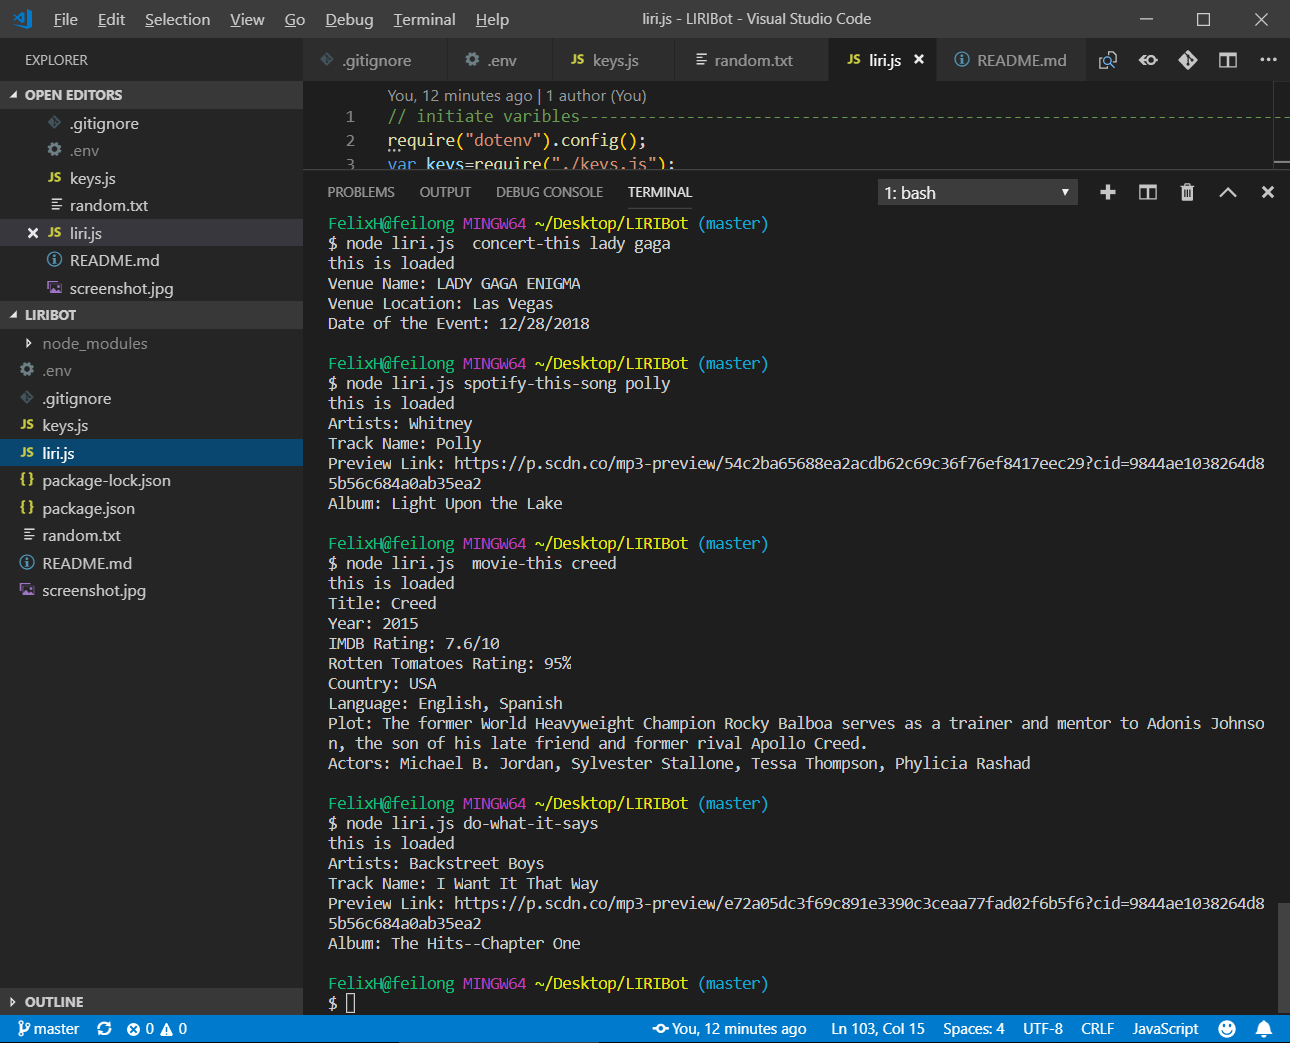 File Edit Selection View Go Debug Terminal Help
liri.js - LIRIBot - Visual Studio Code
EXPLORER
OPEN EDITORS
.gitignore
.env
JS keys.js
random.txt
JS liri.js
README.md
screenshot.jpg
LIRIBOT
node_modules
.env
.gitignore
JS keys.js
JS liri.js
{} package-lock.json
{} package.json
random.txt
README.md
screenshot.jpg
OUTLINE
.gitignore
.env
JS keys.js
random.txt
JS liri.js
README.md
You, 12 minutes ago | 1 author (You)
1 // initiate varibles------------------------------------------------------------------------------
2 require("dotenv").config();
3 var keys=require("./keys.js");
PROBLEMS OUTPUT DEBUG CONSOLE TERMINAL
1: bash
FelixH@feilong MINGW64 ~/Desktop/LIRIBot (master)
$ node liri.js  concert-this lady gaga
this is loaded
Venue Name: LADY GAGA ENIGMA
Venue Location: Las Vegas
Date of the Event: 12/28/2018
FelixH@feilong MINGW64 ~/Desktop/LIRIBot (master)
$ node liri.js spotify-this-song polly
this is loaded
Artists: Whitney
Track Name: Polly
Preview Link: https://p.scdn.co/mp3-preview/54c2ba65688ea2acdb62c69c36f76ef8417eec29?cid=9844ae1038264d8
5b56c684a0ab35ea2
Album: Light Upon the Lake
FelixH@feilong MINGW64 ~/Desktop/LIRIBot (master)
$ node liri.js  movie-this creed
this is loaded
Title: Creed
Year: 2015
IMDB Rating: 7.6/10
Rotten Tomatoes Rating: 95%
Country: USA
Language: English, Spanish
Plot: The former World Heavyweight Champion Rocky Balboa serves as a trainer and mentor to Adonis Johnso
n, the son of his late friend and former rival Apollo Creed.
Actors: Michael B. Jordan, Sylvester Stallone, Tessa Thompson, Phylicia Rashad
FelixH@feilong MINGW64 ~/Desktop/LIRIBot (master)
$ node liri.js do-what-it-says
this is loaded
Artists: Backstreet Boys
Track Name: I Want It That Way
Preview Link: https://p.scdn.co/mp3-preview/e72a05dc3f69c891e3390c3ceaa77fad02f6b5f6?cid=9844ae1038264d8
5b56c684a0ab35ea2
Album: The Hits--Chapter One
FelixH@feilong MINGW64 ~/Desktop/LIRIBot (master)
$
master 0 0 You, 12 minutes ago Ln 103, Col 15 Spaces: 4 UTF-8 CRLF JavaScript